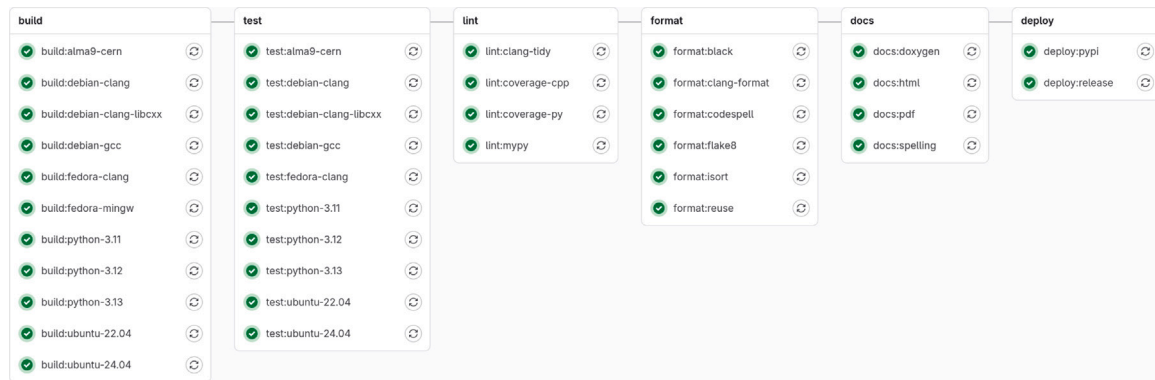 build
build:alma9-cern
build:debian-clang
build:debian-clang-libcxx
build:debian-gcc
build:fedora-clang
build:fedora-mingw
build:python-3.11
build:python-3.12
build:python-3.13
build:ubuntu-22.04
build:ubuntu-24.04
test
test:alma9-cern
test:debian-clang
test:debian-clang-libcxx
test:debian-gcc
test:fedora-clang
test:python-3.11
test:python-3.12
test:python-3.13
test:ubuntu-22.04
test:ubuntu-24.04
lint
lint:clang-tidy
lint:coverage-cpp
lint:coverage-py
lint:mypy
format
format:black
format:clang-format
format:codespell
format:flake8
format:isort
format:reuse
docs
docs:doxygen
docs:html
docs:pdf
docs:spelling
deploy
deploy:pypi
deploy:release